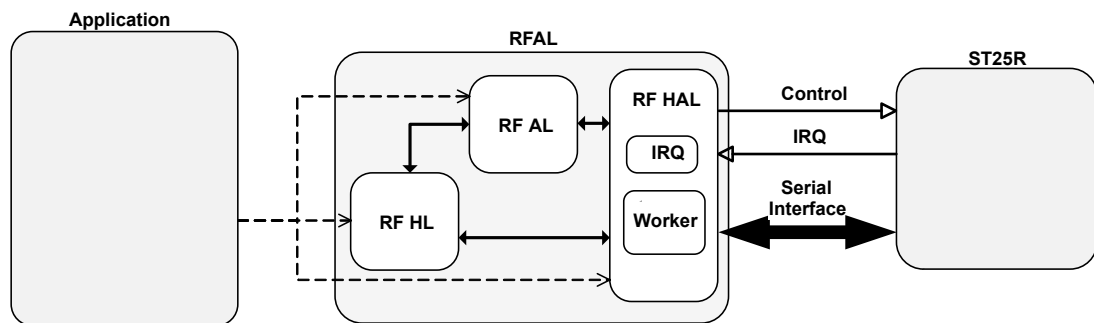 Application
RFAL
ST25R
RF HAL
Control
RF AL
IRQ
IRQ
Serial
Interface
RF HL
Worker